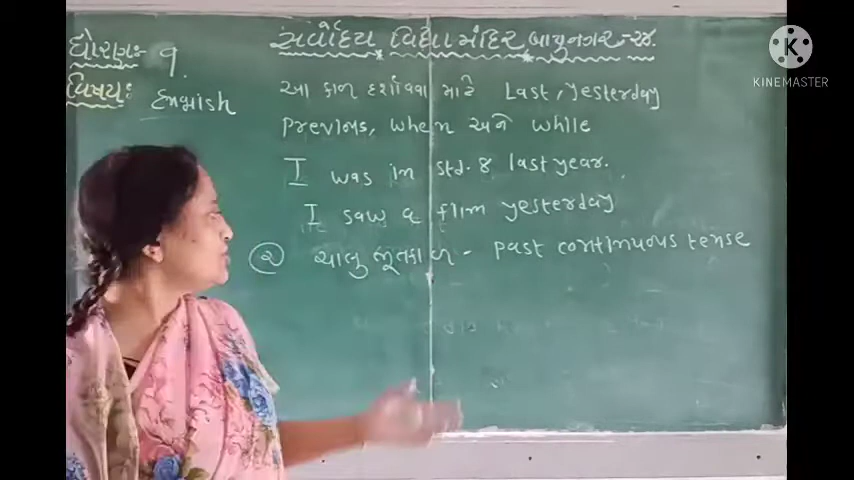 ધોરણ:- ૧
સર્વોદય વિદ્યામંદિર, બાપુનગર-૨૪.
વિષય: English
આ કાળ દર્શાવવા માટે Last, yesterday
Previous, when અને while
I was in std. 8 last year.
I saw a film yesterday
(૨) ચાલુ ભૂતકાળ - Past continuous tense
KINEMASTER